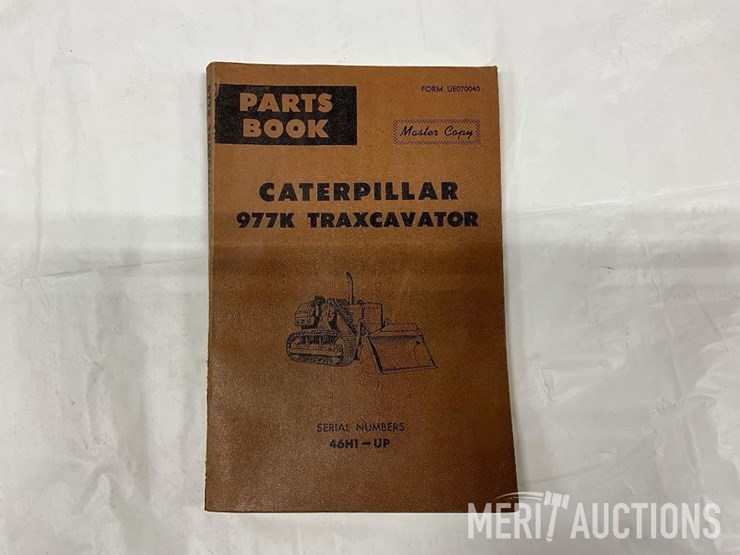 PARTS
BOOK
FORM UE070040
Master Copy
CATERPILLAR
977K TRAXCAVATOR
SERIAL NUMBERS
46H1 – UP
MERIT AUCTIONS